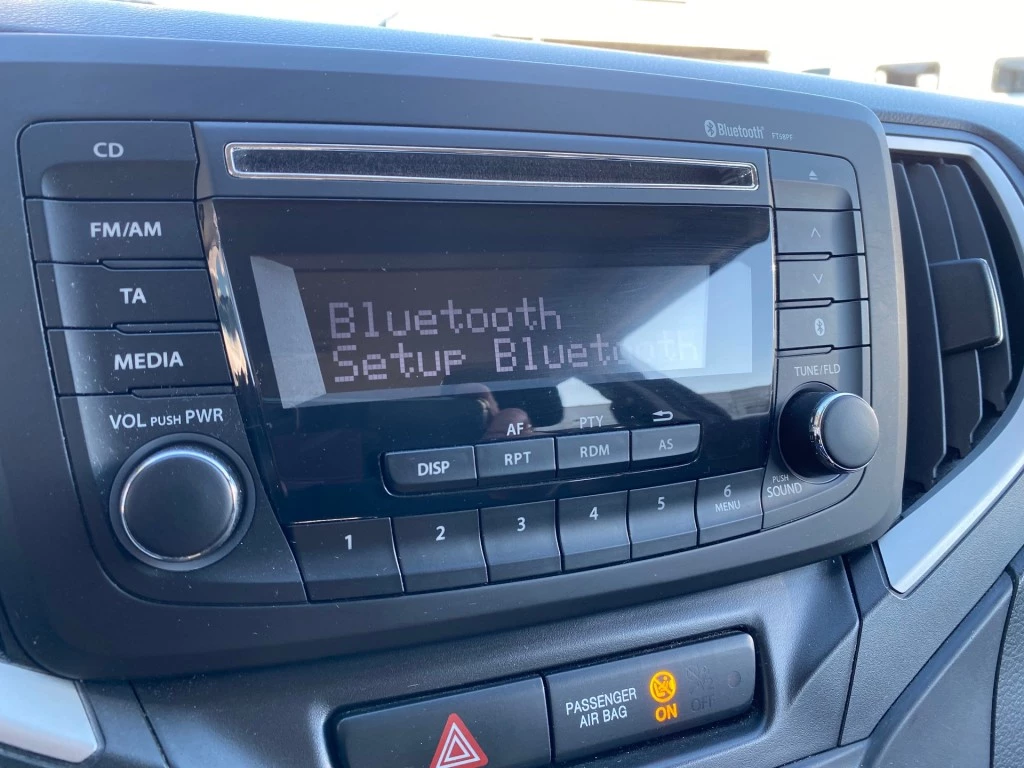 Bluetooth FT58PF
CD
FM/AM
TA
MEDIA
VOL PUSH PWR
Bluetooth
Setup Bluetooth
TUNE/FLD
AF PTY
DISP RPT RDM AS
PUSH
SOUND
1 2 3 4 5 6
MENU
PASSENGER
AIR BAG
ON OFF